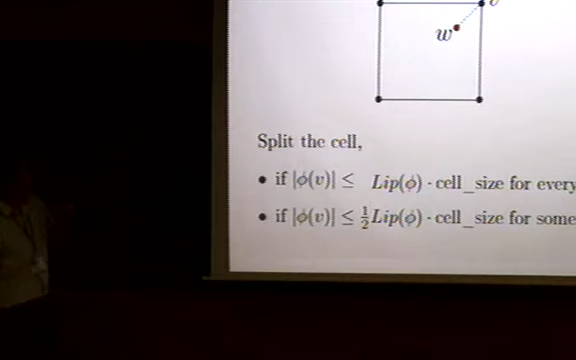 w
Split the cell,
• if |ϕ(v)| ≤ Lip(ϕ) · cell_size for every
• if |ϕ(v)| ≤ ½Lip(ϕ) · cell_size for some